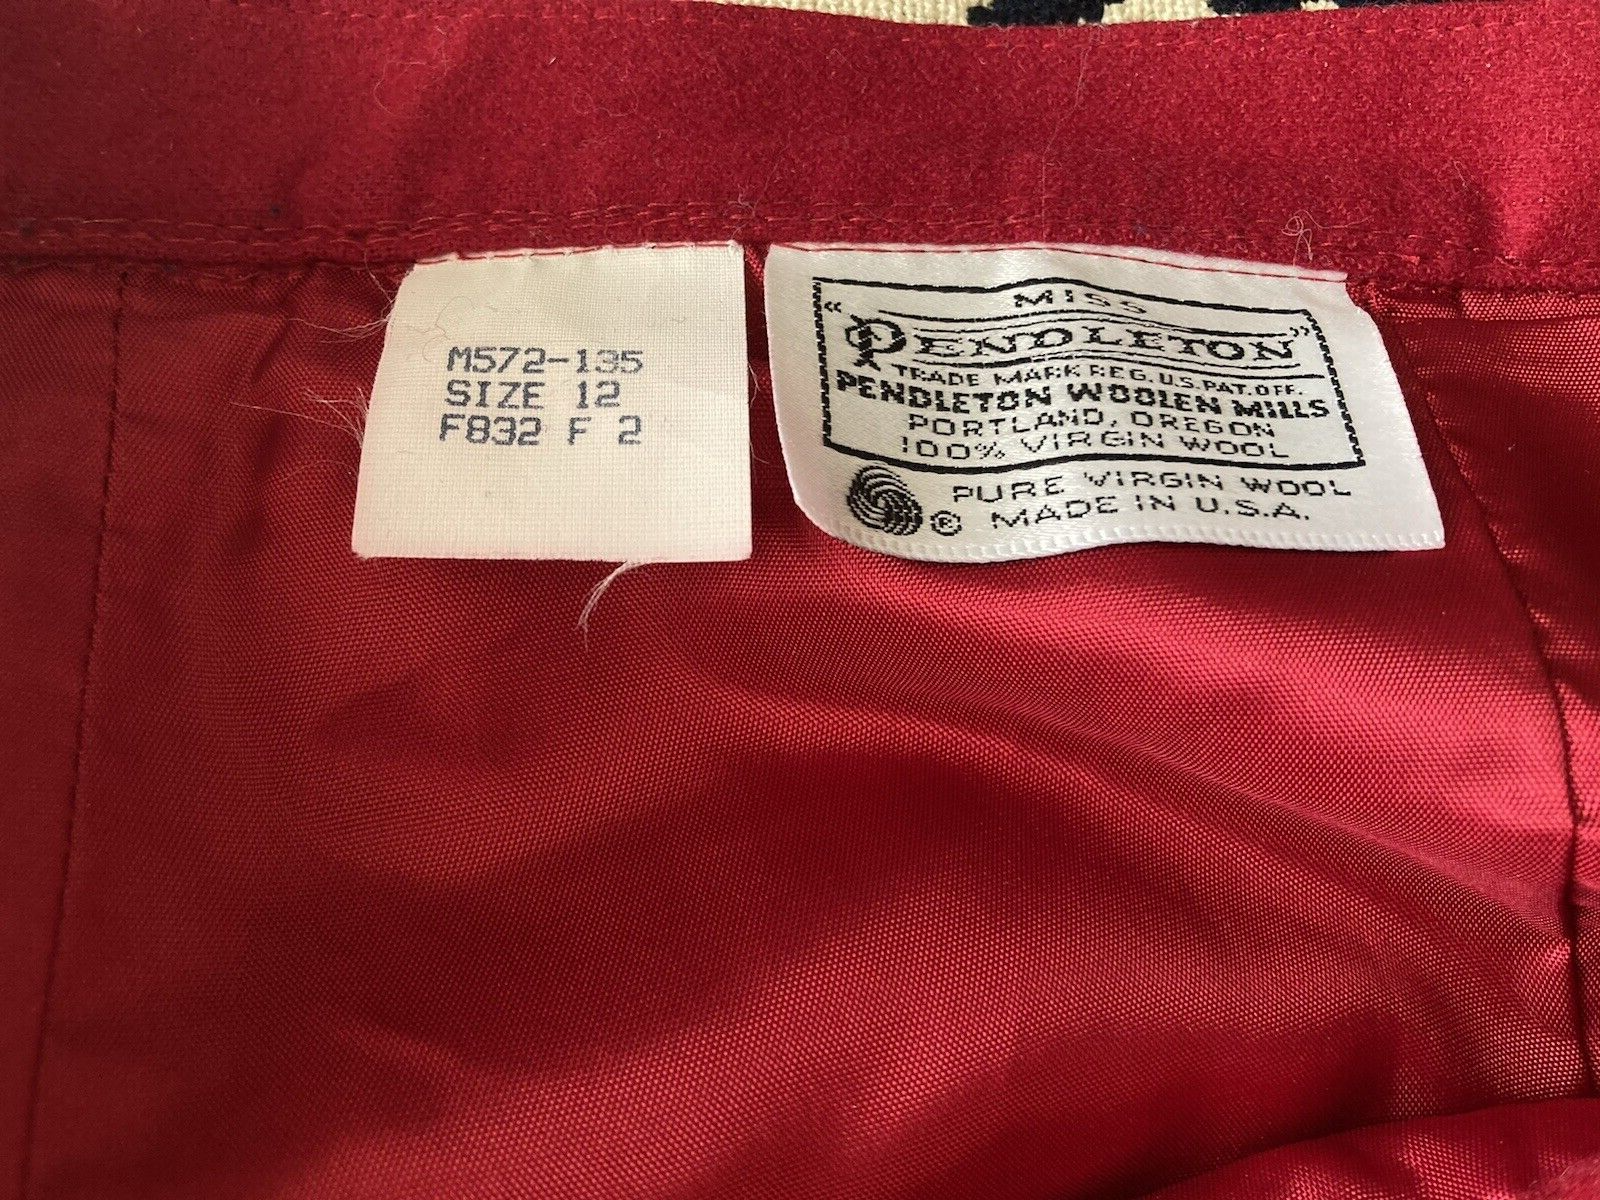 M572-135
SIZE 12
F832 F 2
MISS
"PENDLETON"
TRADE MARK REG. U.S. PAT. OFF.
PENDLETON WOOLEN MILLS
PORTLAND, OREGON
100% VIRGIN WOOL
® PURE VIRGIN WOOL
MADE IN U.S.A.